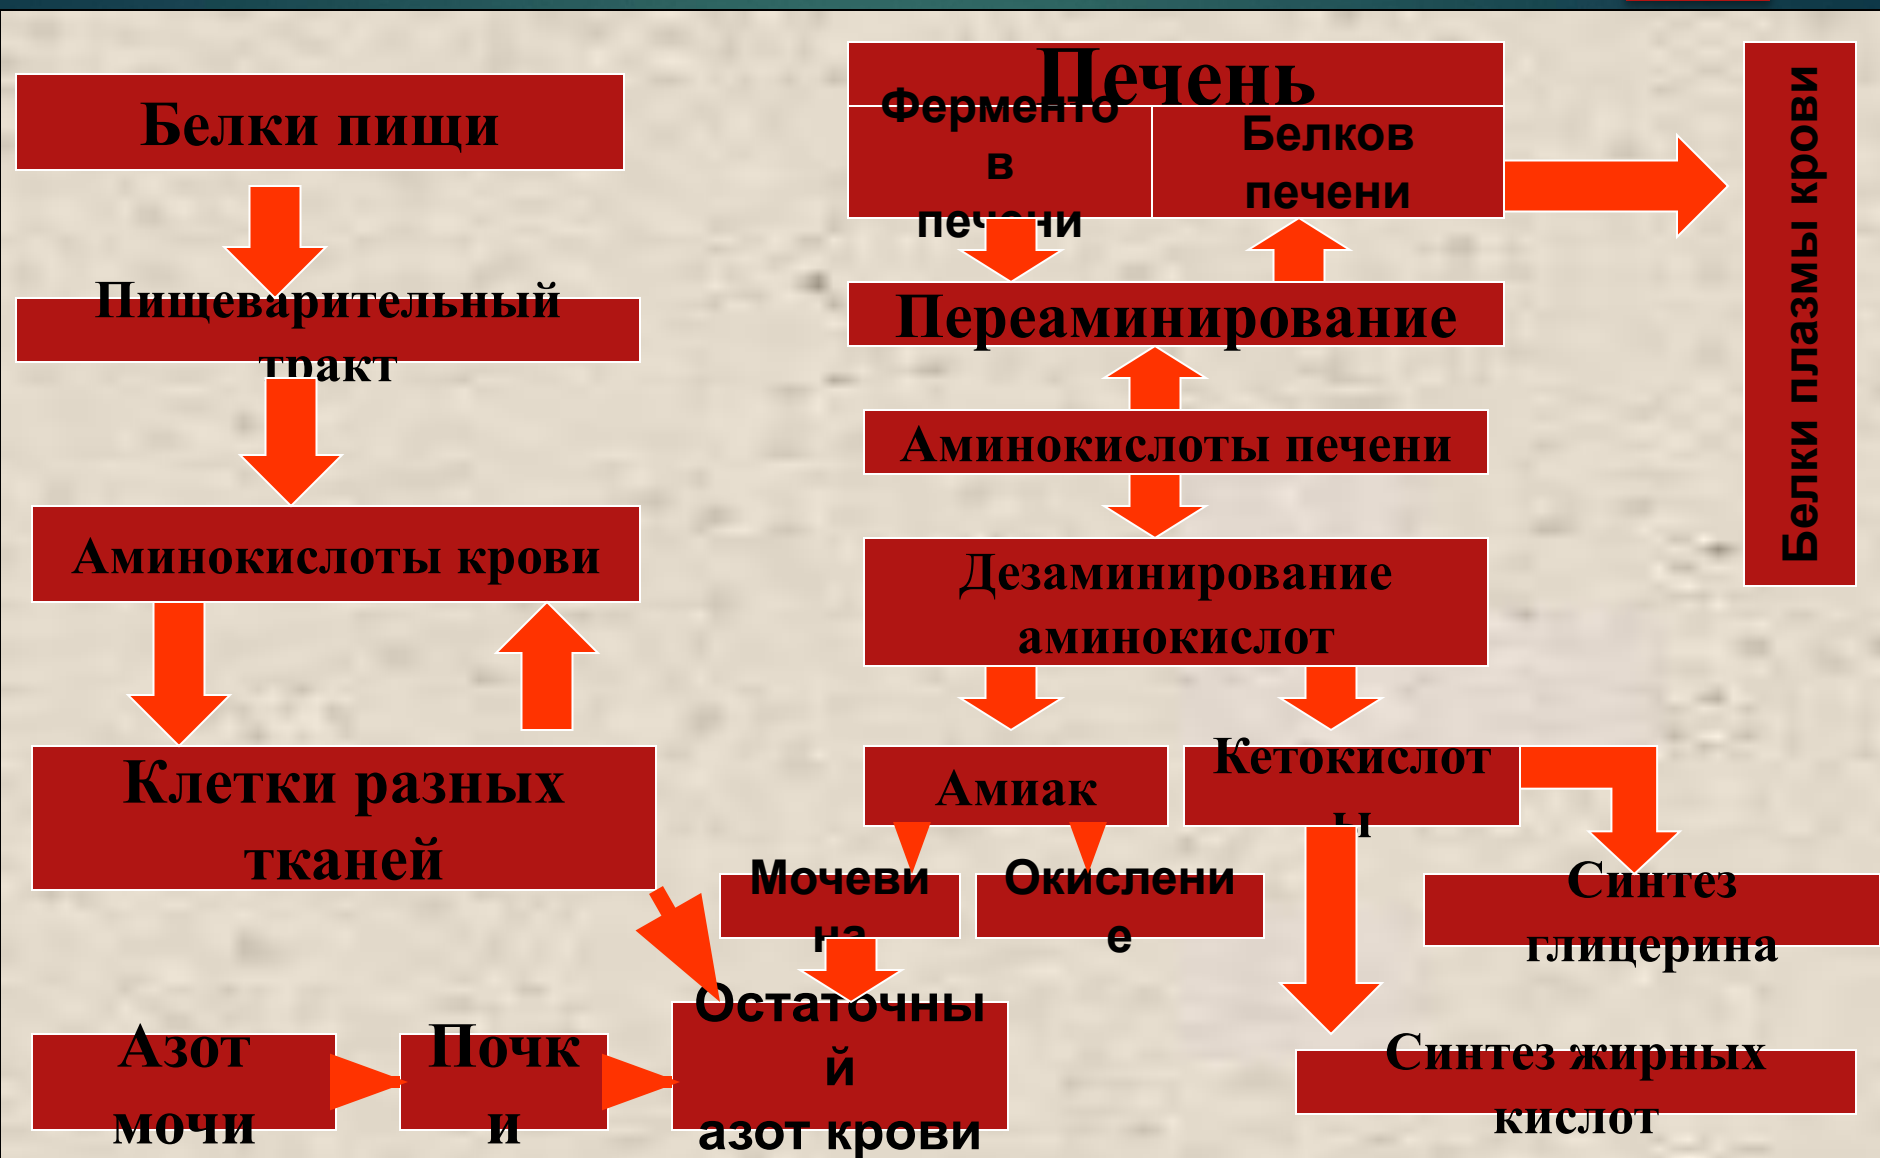 Белки пищи
Пищеварительный
тракт
Аминокислоты крови
Клетки разных
тканей
Азот
мочи
Почк
и
Остаточны
й
азот крови
Печень
Ферменто
в
печени
Белков
печени
Переаминирование
Аминокислоты печени
Дезаминирование
аминокислот
Амиак
Кетокислот
ы
Мочеви
на
Окислени
е
Синтез
глицерина
Синтез жирных
кислот
Белки плазмы крови